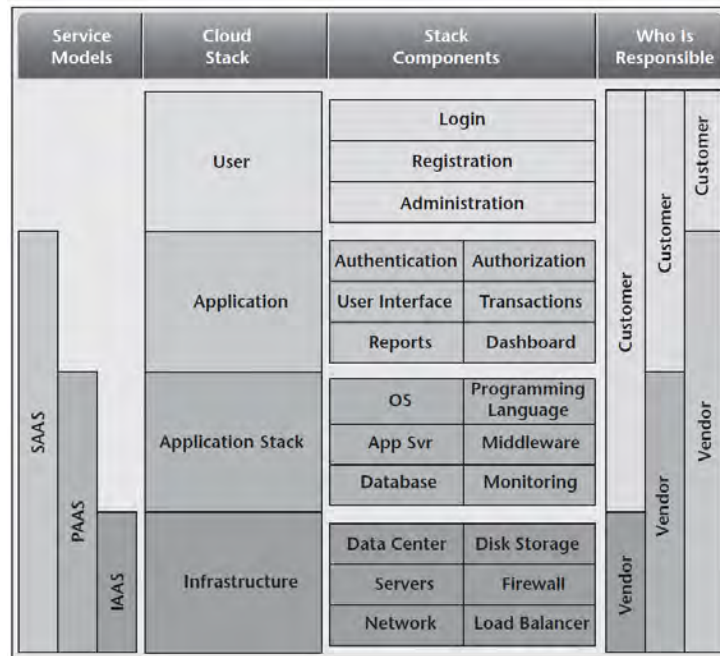 Service
Models
Cloud
Stack
Stack
Components
Who Is
Responsible
User
Login
Registration
Administration
Customer
Customer
Customer
Application
Authentication
Authorization
User Interface
Transactions
Reports
Dashboard
SAAS
PAAS
IAAS
Application Stack
OS
Programming
Language
App Svr
Middleware
Database
Monitoring
Vendor
Vendor
Vendor
Infrastructure
Data Center
Disk Storage
Servers
Firewall
Network
Load Balancer